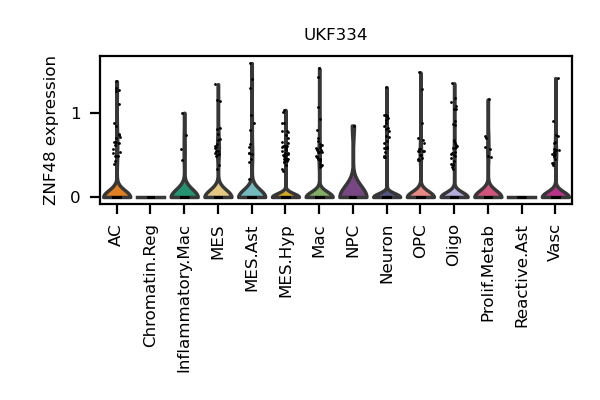 UKF334
ZNF48 expression
1
0
AC
Chromatin.Reg
Inflammatory.Mac
MES
MES.Ast
MES.Hyp
Mac
NPC
Neuron
OPC
Oligo
Prolif.Metab
Reactive.Ast
Vasc